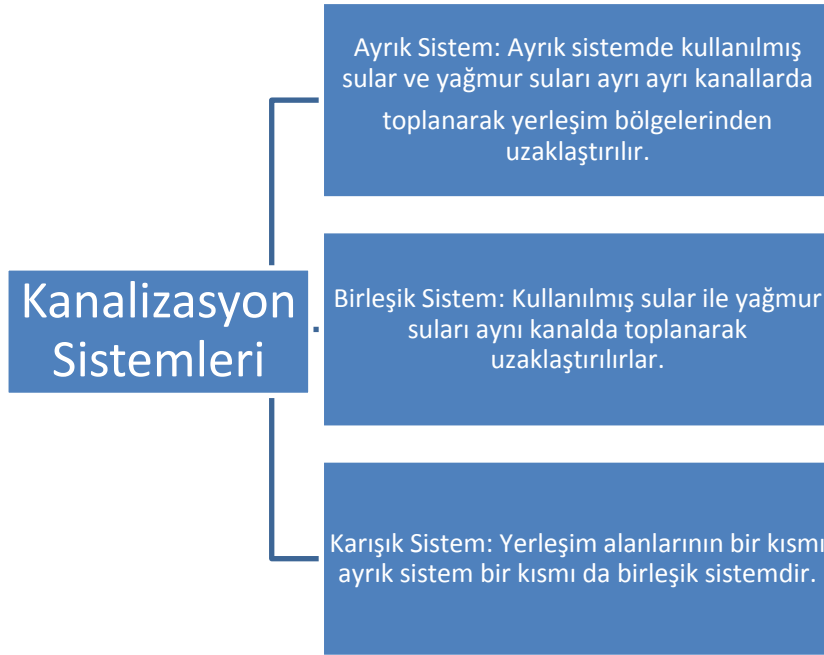 Kanalizasyon
Sistemleri
Ayrık Sistem: Ayrık sistemde kullanılmış
sular ve yağmur suları ayrı ayrı kanallarda
toplanarak yerleşim bölgelerinden
uzaklaştırılır.
Birleşik Sistem: Kullanılmış sular ile yağmur
suları aynı kanalda toplanarak
uzaklaştırılırlar.
Karışık Sistem: Yerleşim alanlarının bir kısmı
ayrık sistem bir kısmı da birleşik sistemdir.